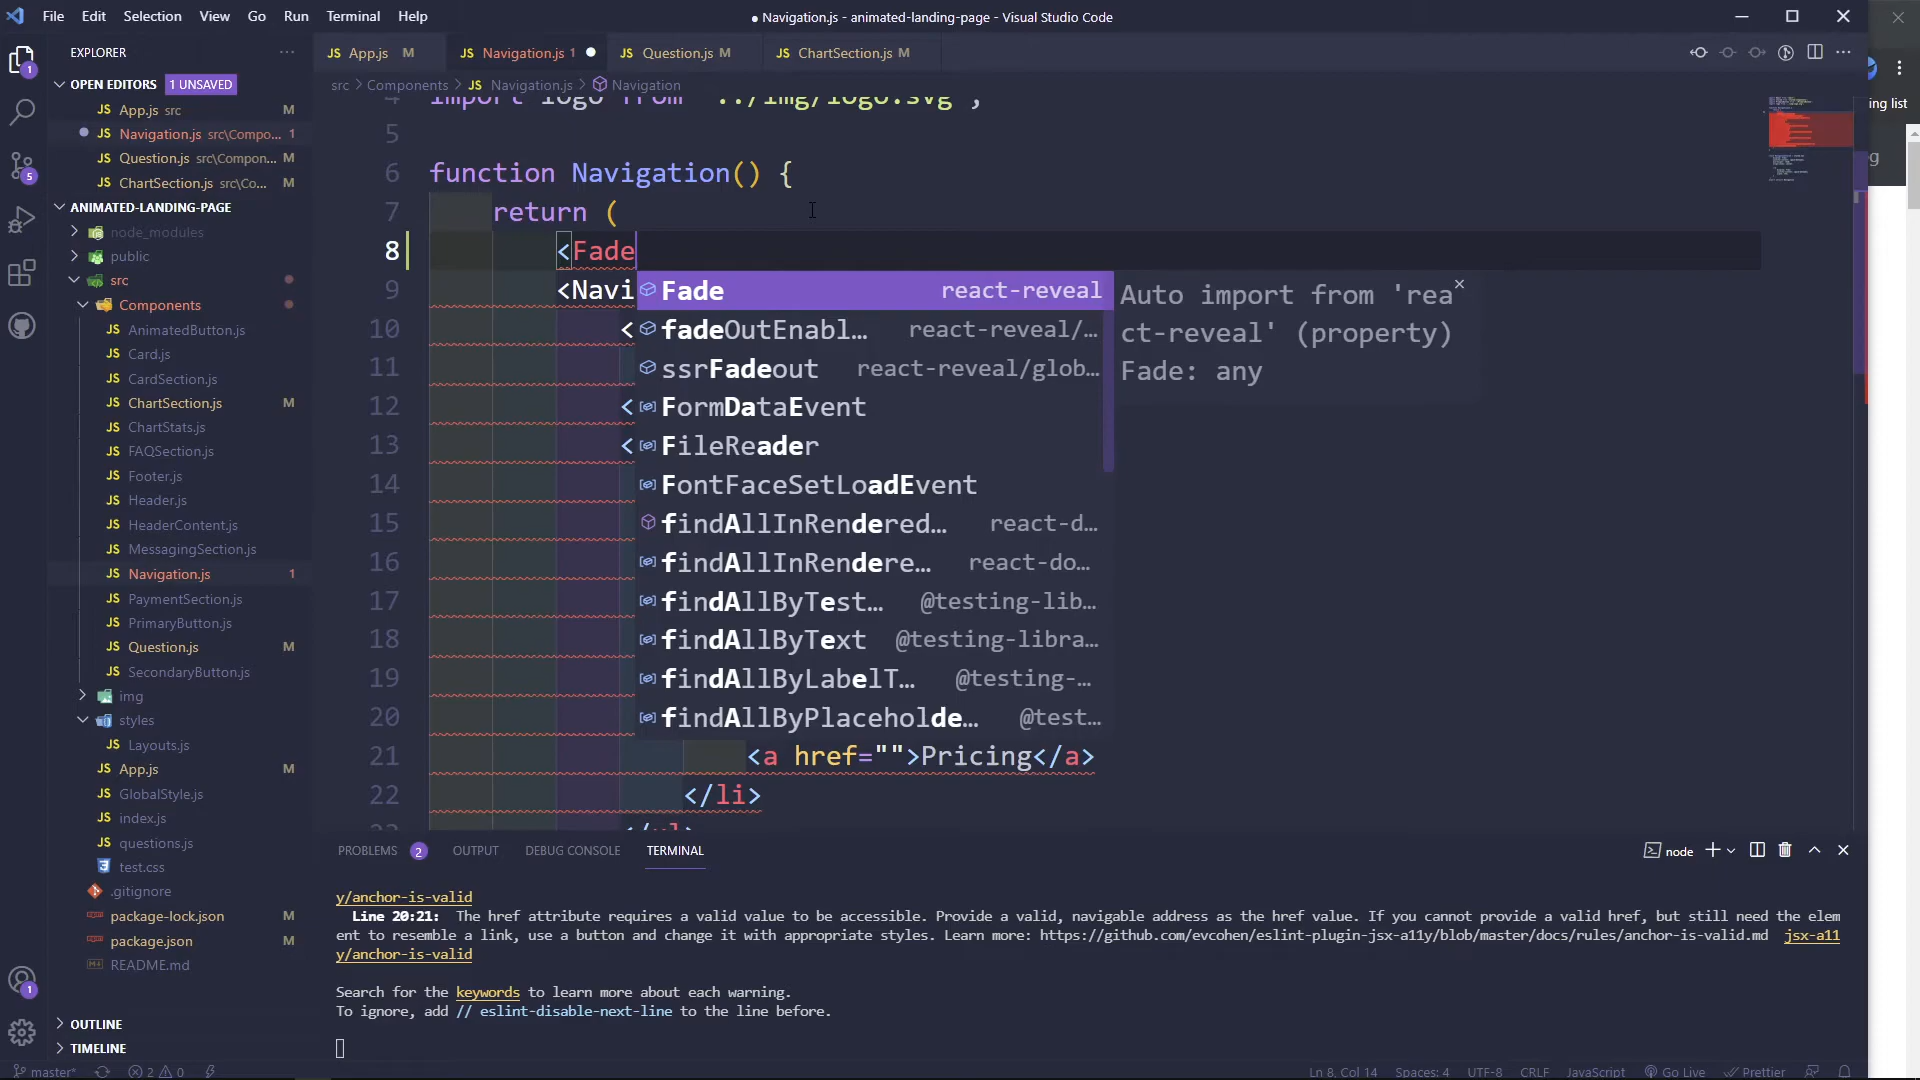 File Edit Selection View Go Run Terminal Help
● Navigation.js - animated-landing-page - Visual Studio Code
EXPLORER
OPEN EDITORS 1 UNSAVED
JS App.js src M
JS Navigation.js src\Compo... 1
JS Question.js src\Compon... M
JS ChartSection.js src\Co... M
ANIMATED-LANDING-PAGE
node_modules
public
src
Components
JS AnimatedButton.js
JS Card.js
JS CardSection.js
JS ChartSection.js M
JS ChartStats.js
JS FAQSection.js
JS Footer.js
JS Header.js
JS HeaderContent.js
JS MessagingSection.js
JS Navigation.js 1
JS PaymentSection.js
JS PrimaryButton.js
JS Question.js M
JS SecondaryButton.js
img
styles
JS Layouts.js
JS App.js M
JS GlobalStyle.js
JS index.js
JS questions.js
test.css
.gitignore
package-lock.json M
package.json M
README.md
OUTLINE
TIMELINE
JS App.js M
JS Navigation.js 1 ●
JS Question.js M
JS ChartSection.js M
src > Components > JS Navigation.js > Navigation
4 import logo from '../img/logo.svg';
5
6 function Navigation() {
7 return (
8 <Fade
9 <Navi
10 <
11
12 <
13 <
14
15
16
17
18
19
20
21 <a href="">Pricing</a>
22 </li>
23 </ul>
Fade react-reveal
fadeOutEnabl... react-reveal/...
ssrFadeout react-reveal/glob...
FormDataEvent
FileReader
FontFaceSetLoadEvent
findAllInRendered... react-d...
findAllInRendere... react-do...
findAllByTest... @testing-lib...
findAllByText @testing-libra...
findAllByLabelT... @testing-...
findAllByPlaceholde... @test...
Auto import from 'rea
ct-reveal' (property)
Fade: any
PROBLEMS 2 OUTPUT DEBUG CONSOLE TERMINAL
node
y/anchor-is-valid
Line 20:21: The href attribute requires a valid value to be accessible. Provide a valid, navigable address as the href value. If you cannot provide a valid href, but still need the elem
ent to resemble a link, use a button and change it with appropriate styles. Learn more: https://github.com/evcohen/eslint-plugin-jsx-a11y/blob/master/docs/rules/anchor-is-valid.md jsx-a11
y/anchor-is-valid
Search for the keywords to learn more about each warning.
To ignore, add // eslint-disable-next-line to the line before.
master* 2 0
Ln 8, Col 14 Spaces: 4 UTF-8 CRLF JavaScript Go Live Prettier
1
5
1
ing list
g